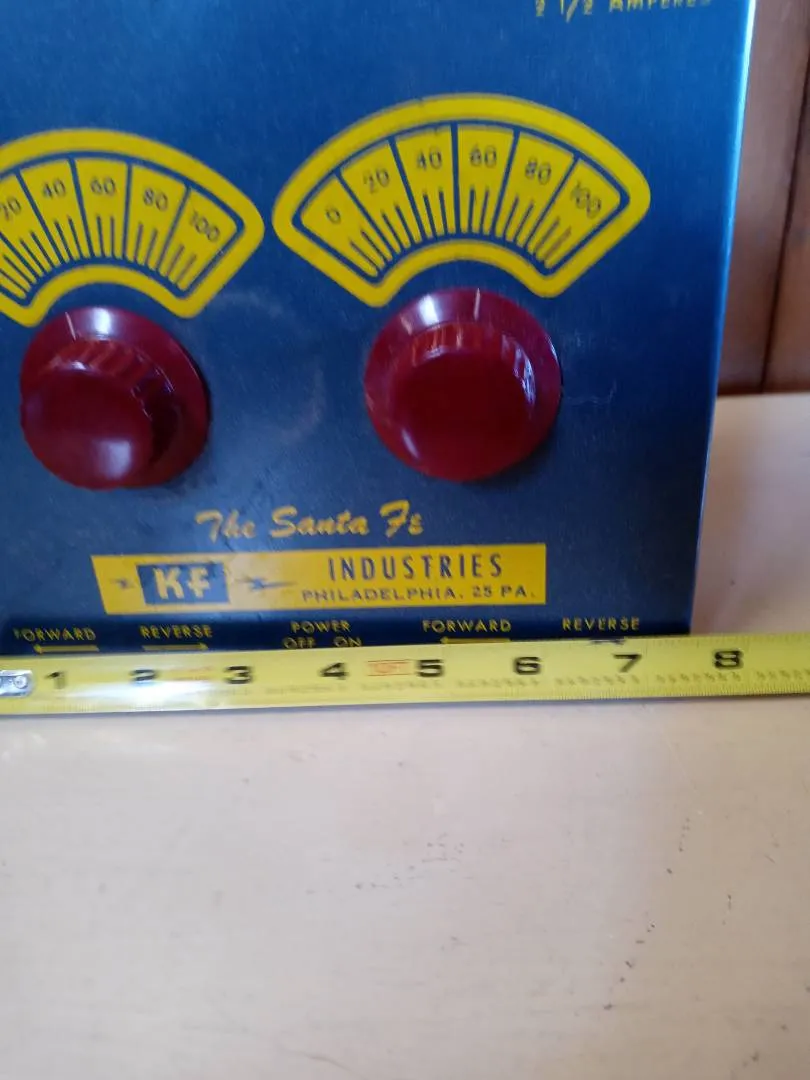 2 1/2 AMPERES
20 40 60 80 100
0 20 40 60 80 100
The Santa Fe
KF INDUSTRIES
PHILADELPHIA, 25 PA.
FORWARD REVERSE POWER FORWARD REVERSE
OFF ON
1 2 3 4 5 6 7 8